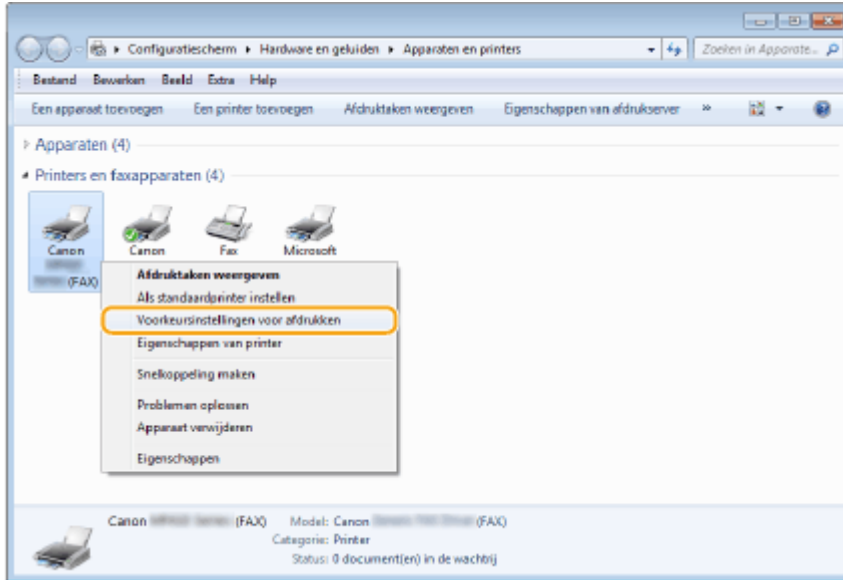 Configuratiescherm ▸ Hardware en geluiden ▸ Apparaten en printers
Zoeken in Apparate...
Bestand Bewerken Beeld Extra Help
Een apparaat toevoegen Een printer toevoegen Afdruktaken weergeven Eigenschappen van afdrukserver »
Apparaten (4)
Printers en faxapparaten (4)
Canon Canon Fax Microsoft
(FAX)
Afdruktaken weergeven
Als standaardprinter instellen
Voorkeursinstellingen voor afdrukken
Eigenschappen van printer
Snelkoppeling maken
Problemen oplossen
Apparaat verwijderen
Eigenschappen
Canon (FAX) Model: Canon (FAX)
Categorie: Printer
Status: 0 document(en) in de wachtrij